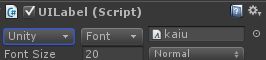 UILabel (Script)
Unity Font kaiu
Font Size 20 Normal